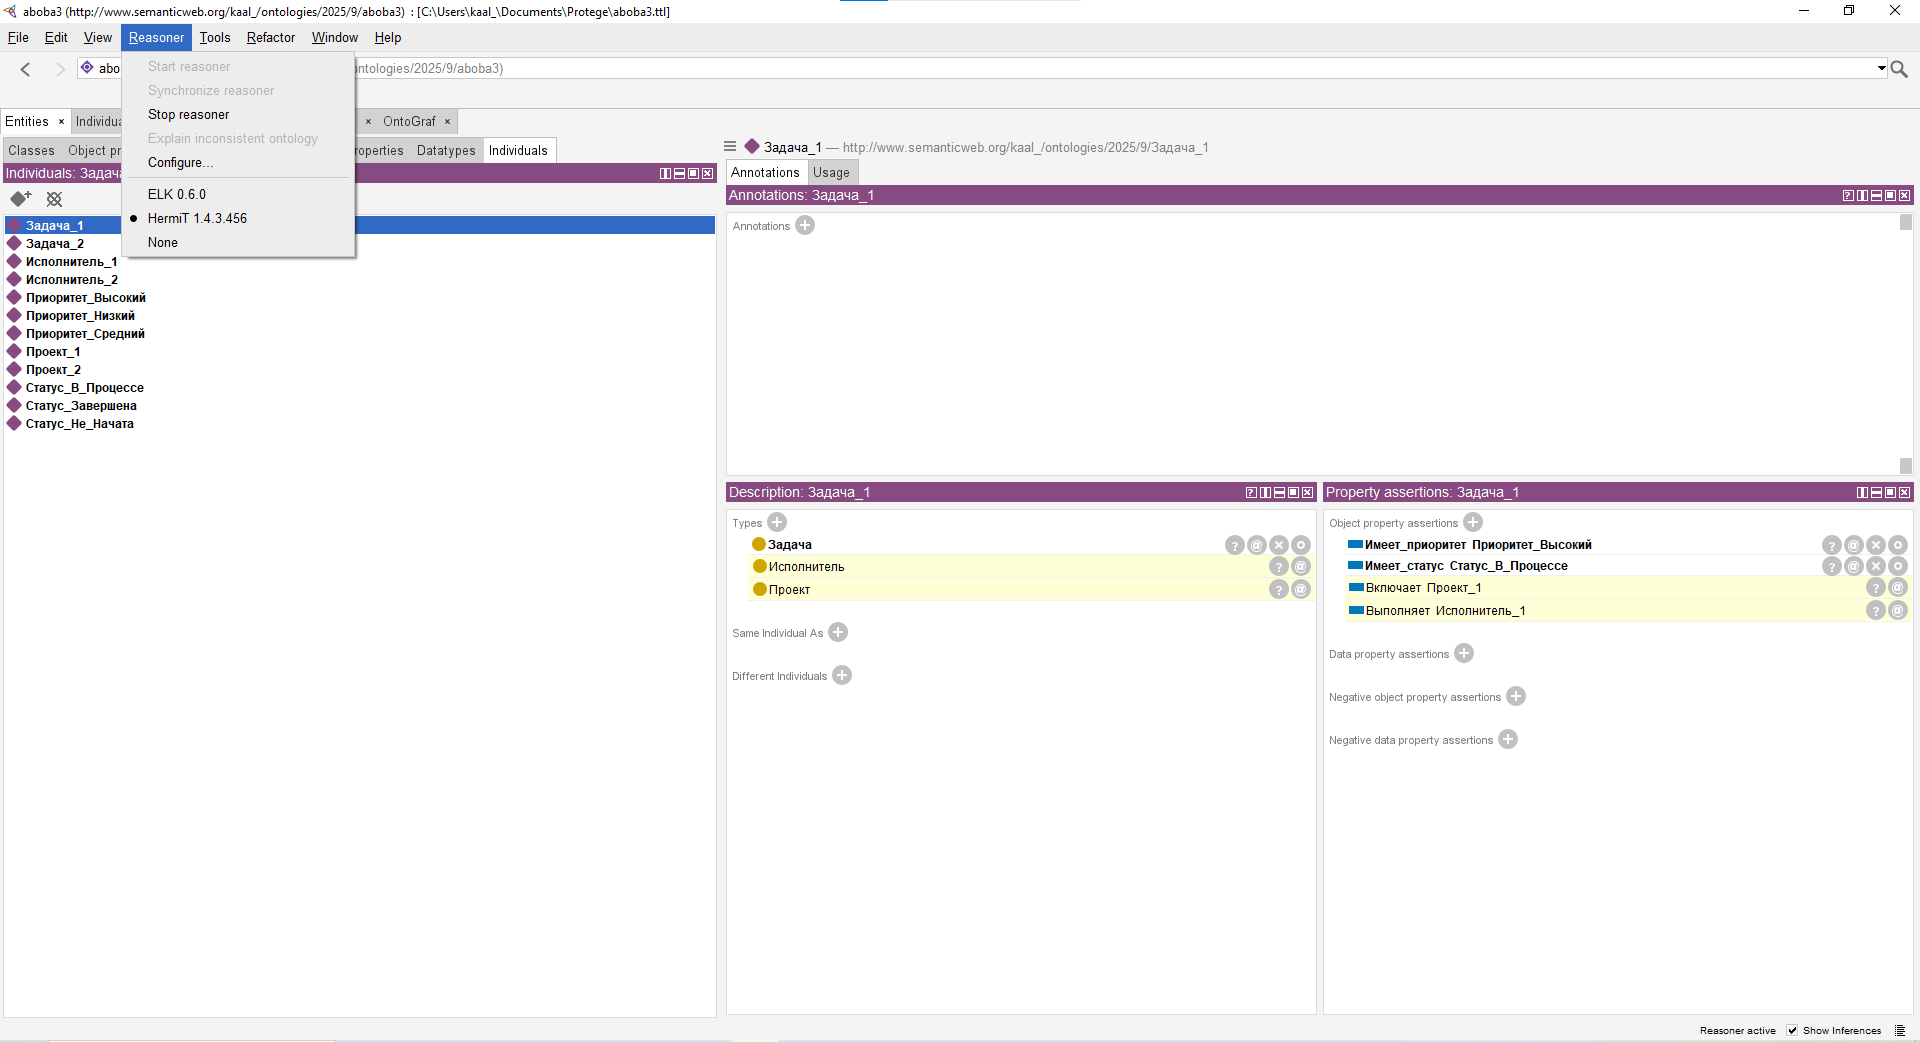 aboba3 (http://www.semanticweb.org/kaal_/ontologies/2025/9/aboba3) : [C:\Users\kaal_\Documents\Protege\aboba3.ttl]
File Edit View Reasoner Tools Refactor Window Help
abo
ontologies/2025/9/aboba3)
Start reasoner
Synchronize reasoner
Stop reasoner
Explain inconsistent ontology
Configure...
ELK 0.6.0
HermiT 1.4.3.456
None
Entities × Individu × OntoGraf ×
Classes Object pr roperties Datatypes Individuals
Individuals: Задача
Задача_1
Задача_2
Исполнитель_1
Исполнитель_2
Приоритет_Высокий
Приоритет_Низкий
Приоритет_Средний
Проект_1
Проект_2
Статус_В_Процессе
Статус_Завершена
Статус_Не_Начата
Задача_1 — http://www.semanticweb.org/kaal_/ontologies/2025/9/Задача_1
Annotations Usage
Annotations: Задача_1
Annotations
Description: Задача_1
Types
Задача
Исполнитель
Проект
Same Individual As
Different Individuals
Property assertions: Задача_1
Object property assertions
Имеет_приоритет Приоритет_Высокий
Имеет_статус Статус_В_Процессе
Включает Проект_1
Выполняет Исполнитель_1
Data property assertions
Negative object property assertions
Negative data property assertions
Reasoner active Show Inferences